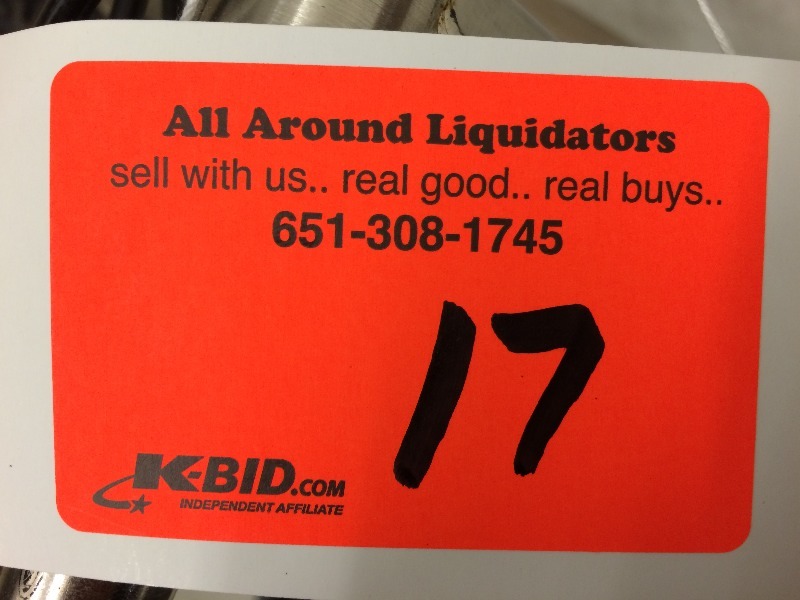 All Around Liquidators
sell with us.. real good.. real buys..
651-308-1745
17
K-BID.COM
INDEPENDENT AFFILIATE